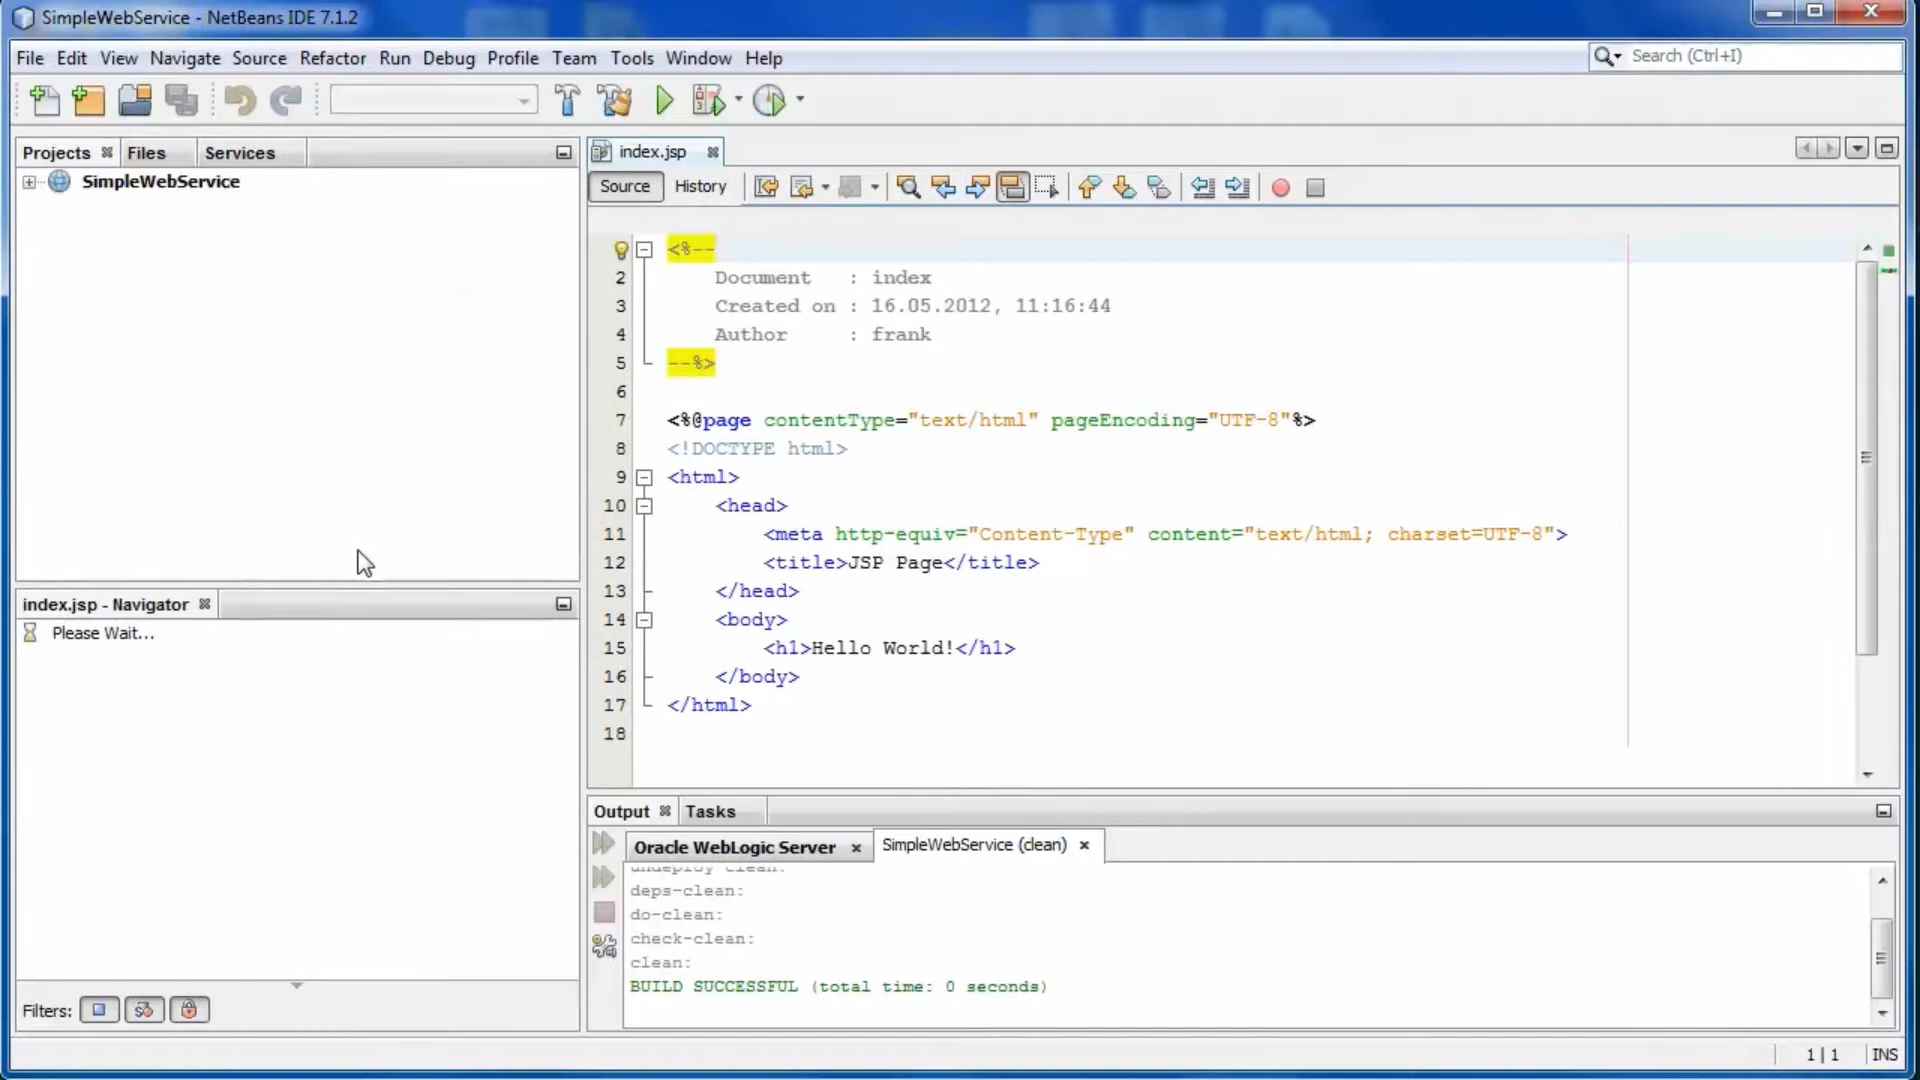 SimpleWebService - NetBeans IDE 7.1.2
File Edit View Navigate Source Refactor Run Debug Profile Team Tools Window Help
Search (Ctrl+I)
Projects Files Services
SimpleWebService
index.jsp - Navigator
Please Wait...
Filters:
index.jsp
Source History
<%--
2 Document : index
3 Created on : 16.05.2012, 11:16:44
4 Author : frank
5 --%>
6
7 <%@page contentType="text/html" pageEncoding="UTF-8"%>
8 <!DOCTYPE html>
9 <html>
10 <head>
11 <meta http-equiv="Content-Type" content="text/html; charset=UTF-8">
12 <title>JSP Page</title>
13 </head>
14 <body>
15 <h1>Hello World!</h1>
16 </body>
17 </html>
18
Output Tasks
Oracle WebLogic Server SimpleWebService (clean)
undeploy-clean:
deps-clean:
do-clean:
check-clean:
clean:
BUILD SUCCESSFUL (total time: 0 seconds)
1 | 1 INS